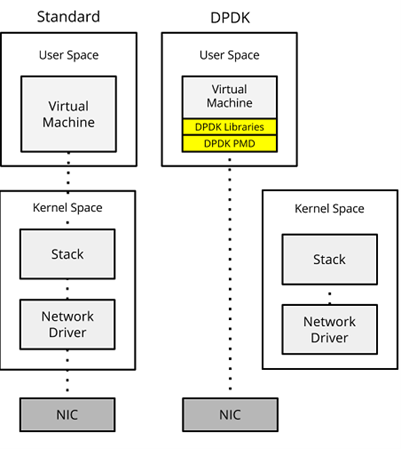 Standard
User Space
Virtual
Machine
Kernel Space
Stack
Network
Driver
NIC
DPDK
User Space
Virtual
Machine
DPDK Libraries
DPDK PMD
NIC
Kernel Space
Stack
Network
Driver